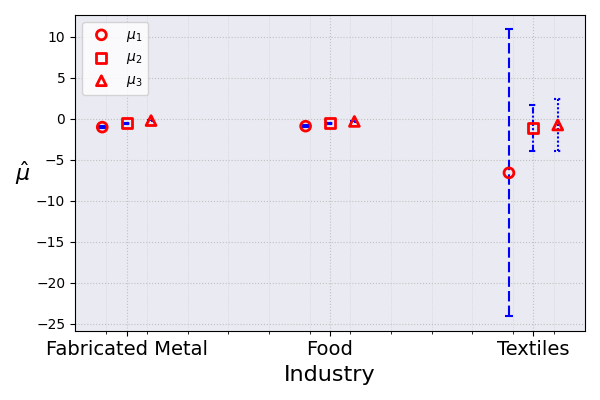 μ₁
μ₂
μ₃
10
5
0
−5
−10
−15
−20
−25
μ̂
Fabricated Metal Food Textiles
Industry